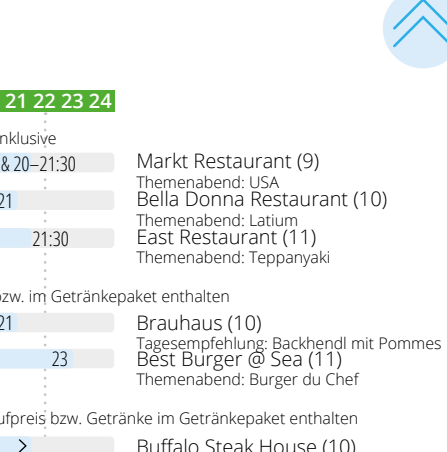 21 22 23 24
nklusive
& 20–21:30 Markt Restaurant (9)
Themenabend: USA
21 Bella Donna Restaurant (10)
Themenabend: Latium
21:30 East Restaurant (11)
Themenabend: Teppanyaki
zw. im Getränkepaket enthalten
21 Brauhaus (10)
Tagesempfehlung: Backhendl mit Pommes
23 Best Burger @ Sea (11)
Themenabend: Burger du Chef
ufpreis bzw. Getränke im Getränkepaket enthalten
Buffalo Steak House (10)